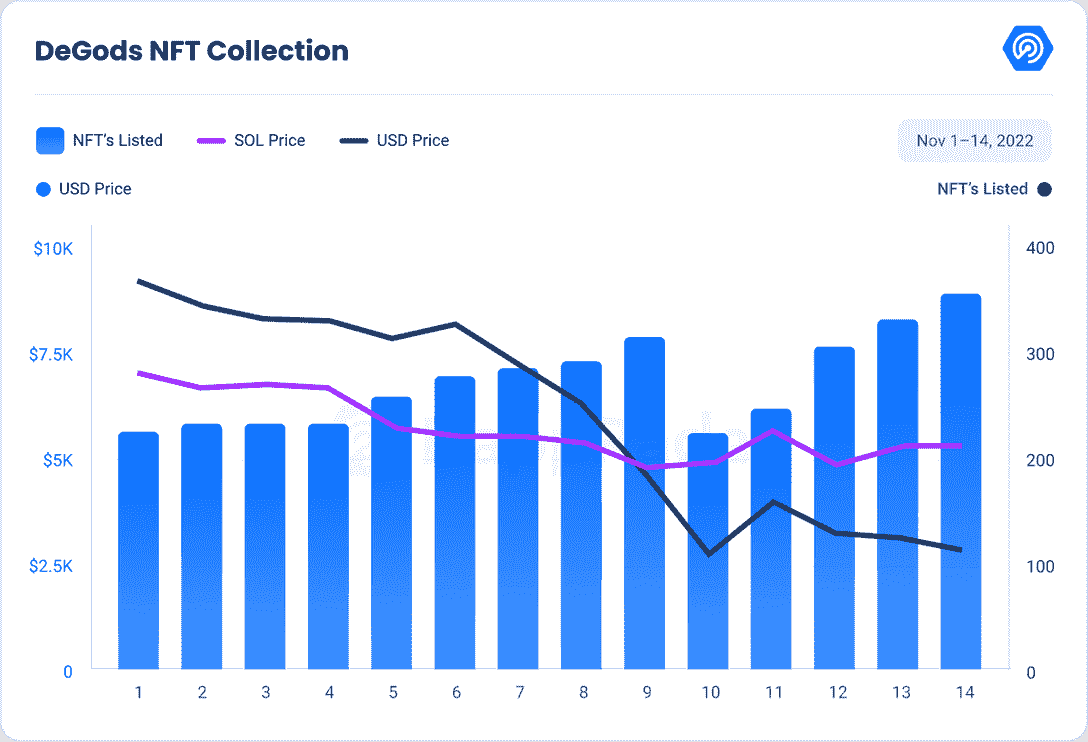 DeGods NFT Collection
NFT's Listed SOL Price USD Price
Nov 1–14, 2022
USD Price NFT's Listed
$10K 400
$7.5K 300
$5K 200
$2.5K 100
0 0
1 2 3 4 5 6 7 8 9 10 11 12 13 14